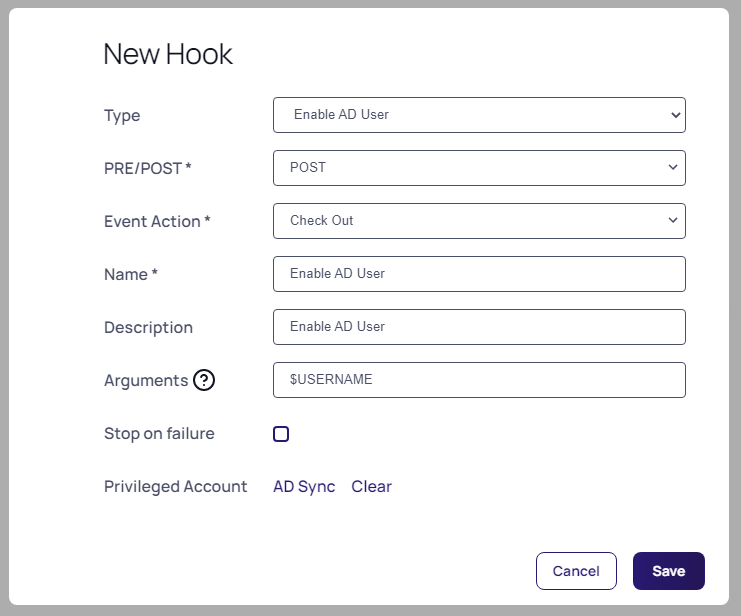 New Hook
Type Enable AD User
PRE/POST * POST
Event Action * Check Out
Name * Enable AD User
Description Enable AD User
Arguments ? $USERNAME
Stop on failure
Privileged Account AD Sync Clear
Cancel Save